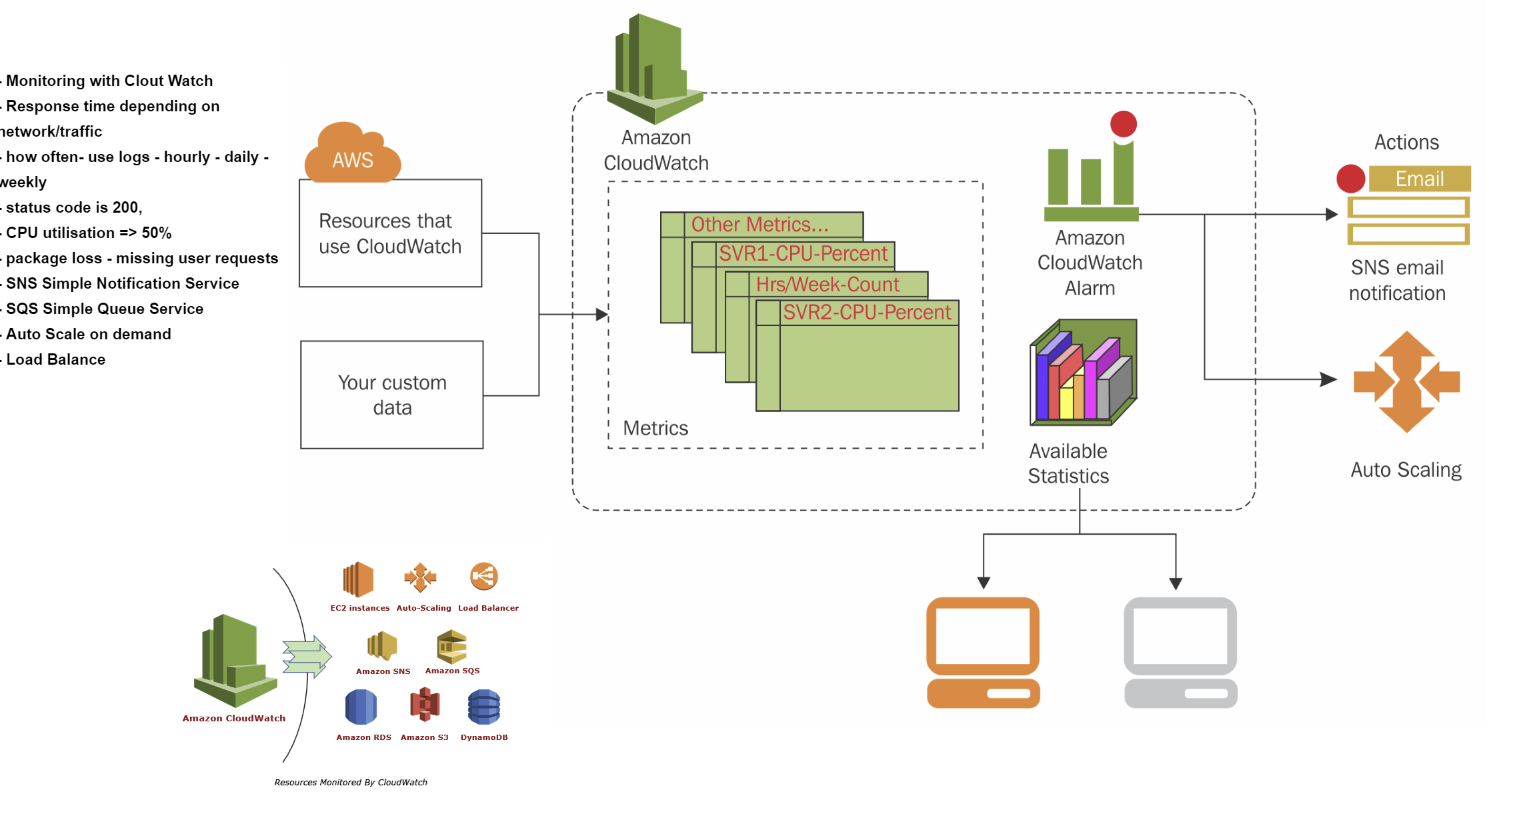 - Monitoring with Clout Watch
- Response time depending on
network/traffic
- how often- use logs - hourly - daily -
weekly
- status code is 200,
- CPU utilisation => 50%
- package loss - missing user requests
- SNS Simple Notification Service
- SQS Simple Queue Service
- Auto Scale on demand
- Load Balance
AWS
Resources that
use CloudWatch
Your custom
data
Amazon
CloudWatch
Other Metrics...
SVR1-CPU-Percent
Hrs/Week-Count
SVR2-CPU-Percent
Metrics
Amazon
CloudWatch
Alarm
Available
Statistics
Actions
Email
SNS email
notification
Auto Scaling
Amazon CloudWatch
EC2 instances
Auto-Scaling
Load Balancer
Amazon SNS
Amazon SQS
Amazon RDS
Amazon S3
DynamoDB
Resources Monitored By CloudWatch